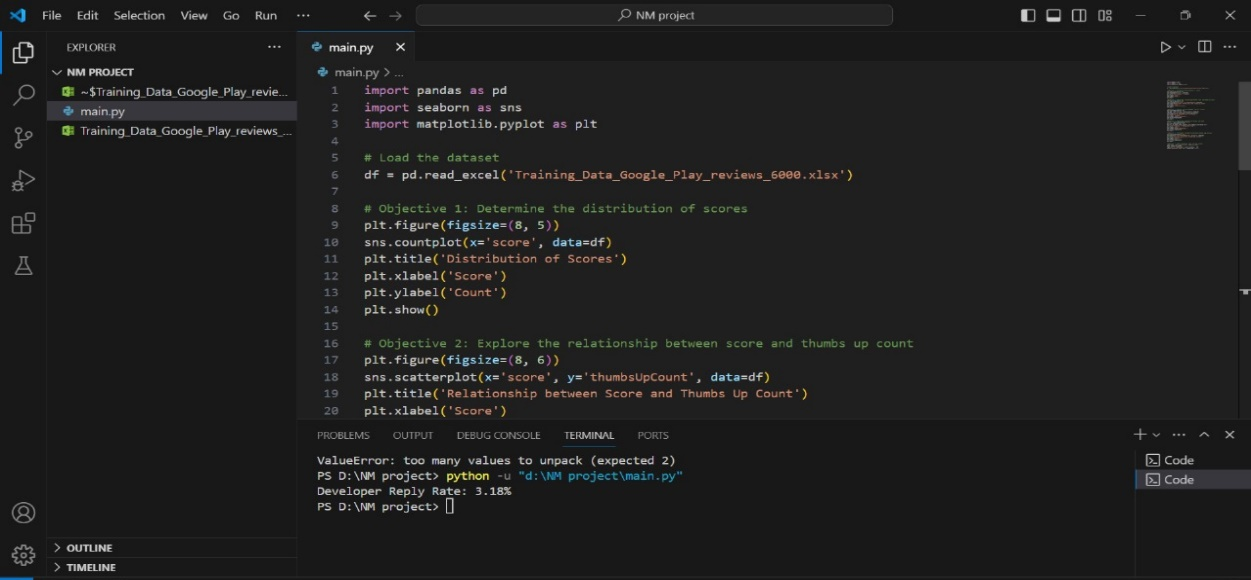 File Edit Selection View Go Run ··· NM project
EXPLORER ···
NM PROJECT
~$Training_Data_Google_Play_revie...
main.py
Training_Data_Google_Play_reviews_...
OUTLINE
TIMELINE
main.py
main.py > ...
1 import pandas as pd
2 import seaborn as sns
3 import matplotlib.pyplot as plt
4
5 # Load the dataset
6 df = pd.read_excel('Training_Data_Google_Play_reviews_6000.xlsx')
7
8 # Objective 1: Determine the distribution of scores
9 plt.figure(figsize=(8, 5))
10 sns.countplot(x='score', data=df)
11 plt.title('Distribution of Scores')
12 plt.xlabel('Score')
13 plt.ylabel('Count')
14 plt.show()
15
16 # Objective 2: Explore the relationship between score and thumbs up count
17 plt.figure(figsize=(8, 6))
18 sns.scatterplot(x='score', y='thumbsUpCount', data=df)
19 plt.title('Relationship between Score and Thumbs Up Count')
20 plt.xlabel('Score')
PROBLEMS OUTPUT DEBUG CONSOLE TERMINAL PORTS
ValueError: too many values to unpack (expected 2)
PS D:\NM project> python -u "d:\NM project\main.py"
Developer Reply Rate: 3.18%
PS D:\NM project>
Code
Code